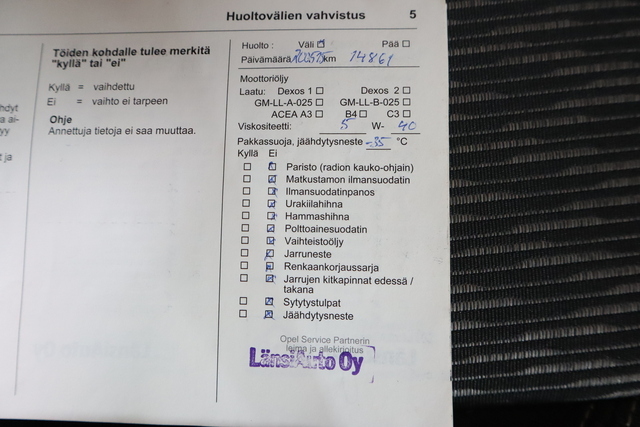 Huoltovälien vahvistus 5
Töiden kohdalle tulee merkitä
"kyllä" tai "ei"
Kyllä = vaihdettu
Ei = vaihto ei tarpeen
Ohje
Annettuja tietoja ei saa muuttaa.
Huolto : Väli Pää
Päivämäärä km 14861
Moottoriöljy
Laatu: Dexos 1 Dexos 2
GM-LL-A-025 GM-LL-B-025
ACEA A3 B4 C3
Viskositeetti: 5 W- 40
Pakkassuoja, jäähdytysneste -35 °C
Kyllä Ei
Paristo (radion kauko-ohjain)
Matkustamon ilmansuodatin
Ilmansuodatinpanos
Urakiilahihna
Hammashihna
Polttoainesuodatin
Vaihteistoöljy
Jarruneste
Renkaankorjaussarja
Jarrujen kitkapinnat edessä /
takana
Sytytystulpat
Jäähdytysneste
Opel Service Partnerin
leima ja allekirjoitus
LänsiAuto Oy